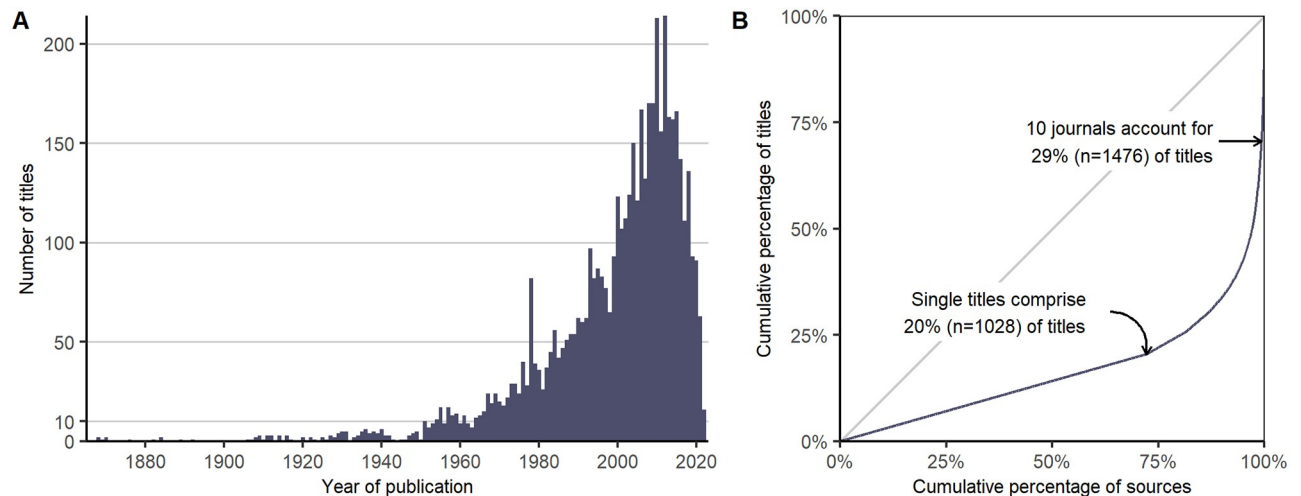 A
Number of titles
200
150
100
50
10
0
1880
1900
1920
1940
1960
1980
2000
2020
Year of publication
B
Cumulative percentage of titles
100%
75%
50%
25%
0%
10 journals account for
29% (n=1476) of titles
Single titles comprise
20% (n=1028) of titles
0%
25%
50%
75%
100%
Cumulative percentage of sources